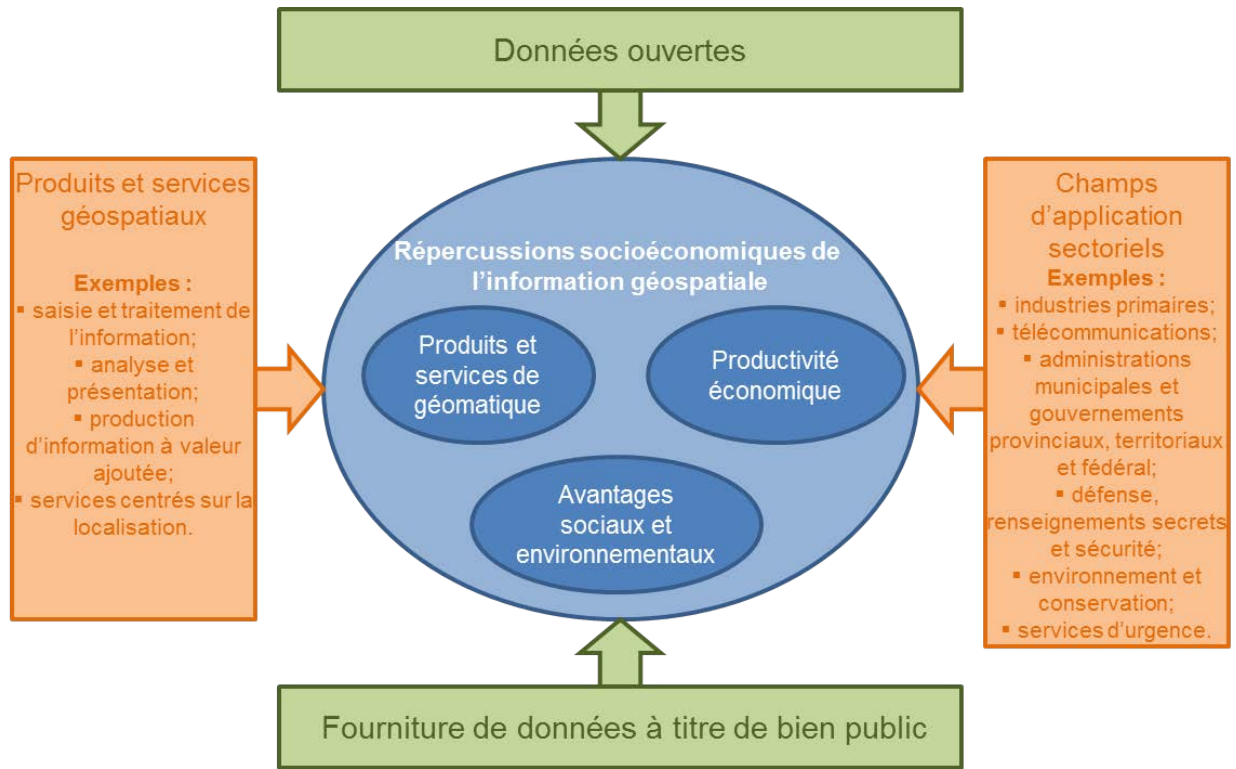 Données ouvertes
Produits et services
géospatiaux
Exemples :
▪ saisie et traitement de
l'information;
▪ analyse et
présentation;
▪ production
d'information à valeur
ajoutée;
▪ services centrés sur la
localisation.
Répercussions socioéconomiques de
l'information géospatiale
Produits et
services de
géomatique
Productivité
économique
Avantages
sociaux et
environnementaux
Champs
d'application
sectoriels
Exemples :
▪ industries primaires;
▪ télécommunications;
▪ administrations
municipales et
gouvernements
provinciaux, territoriaux
et fédéral;
▪ défense,
renseignements secrets
et sécurité;
▪ environnement et
conservation;
▪ services d'urgence.
Fourniture de données à titre de bien public